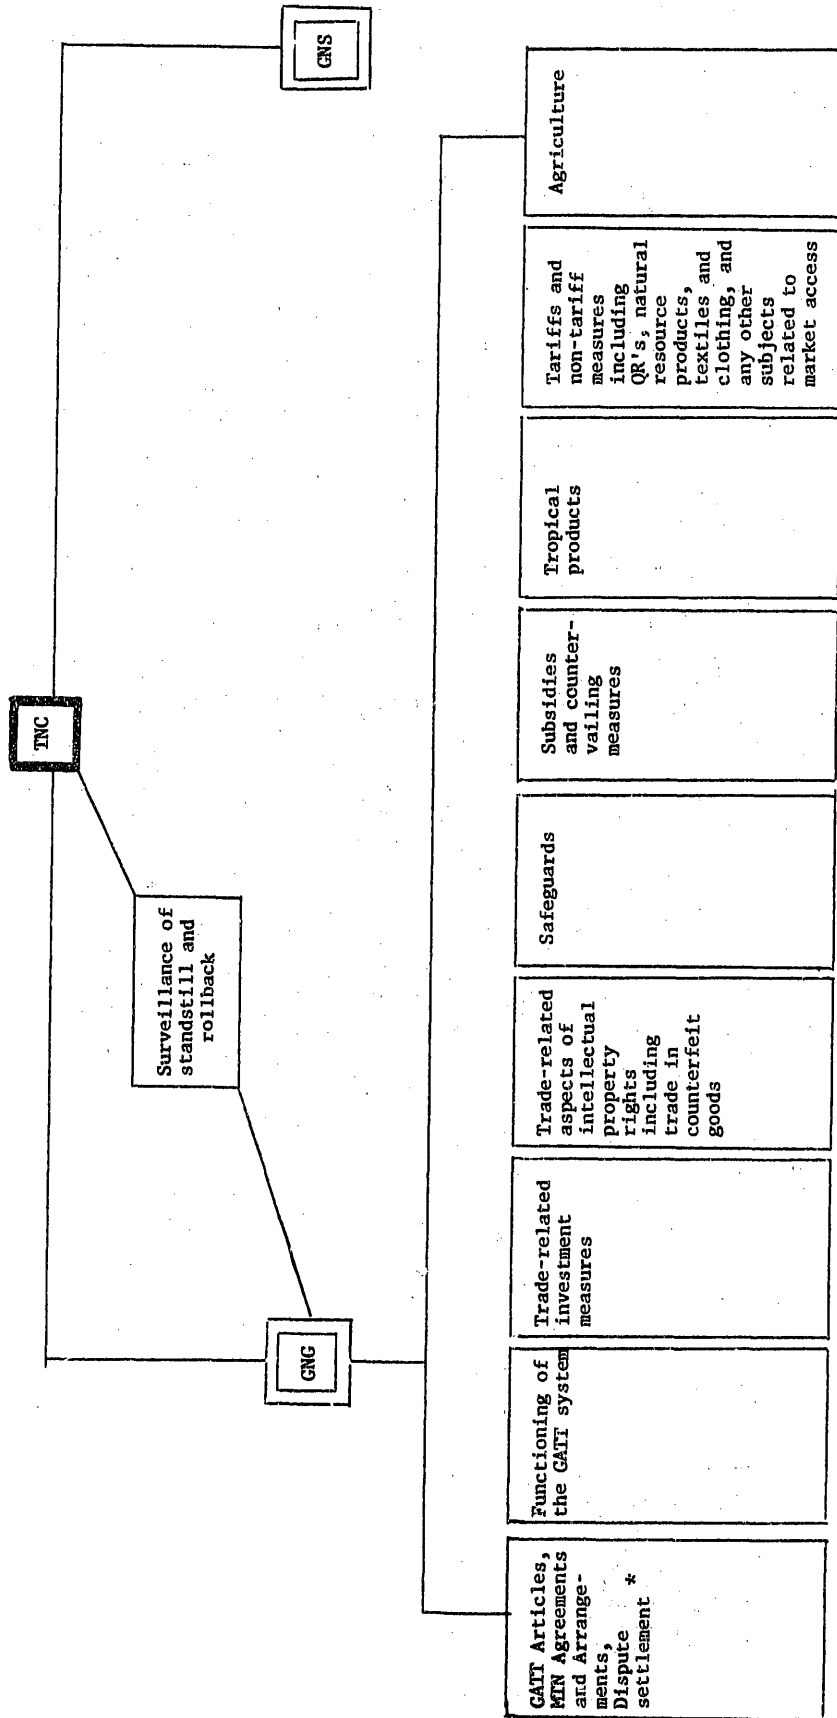 TNC
Surveillance of
standstill and
rollback
GNG
GNS
GATT Articles,
MTN Agreements
and Arrange-
ments,
Dispute
settlement *
Functioning of
the GATT system
Trade-related
investment
measures
Trade-related
aspects of
intellectual
property
rights
including
trade in
counterfeit
goods
Safeguards
Subsidies
and counter-
vailing
measures
Tropical
products
Tariffs and
non-tariff
measures
including
QR's, natural
resource
products,
textiles and
clothing, and
any other
subjects
related to
market access
Agriculture